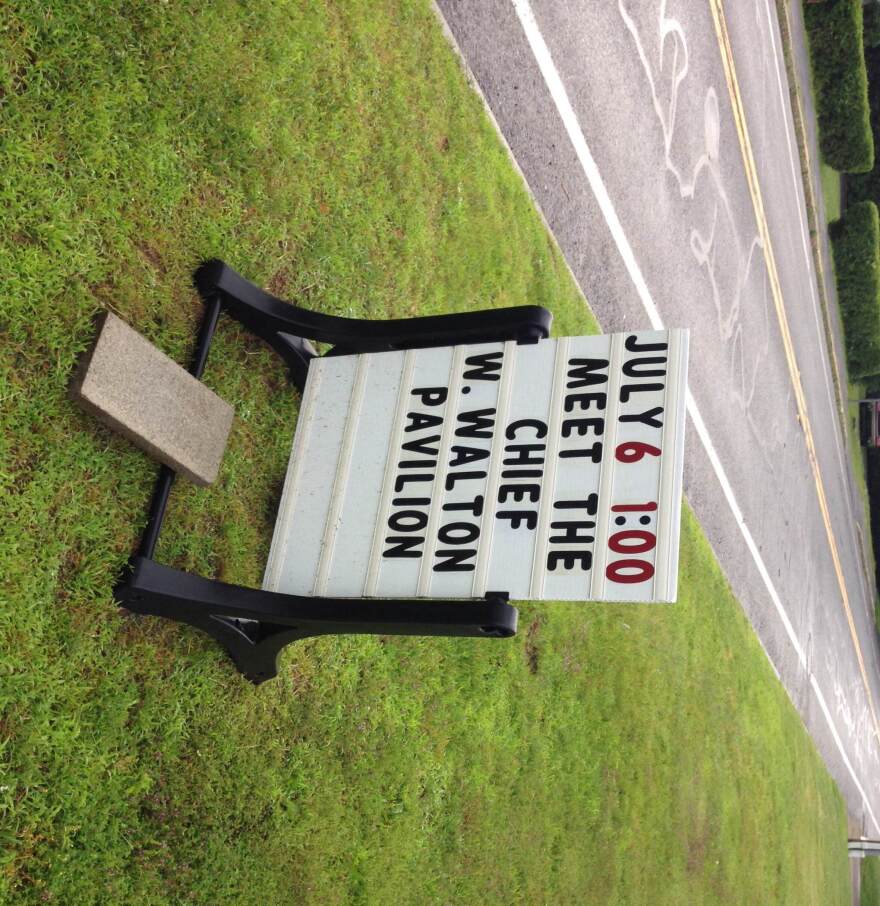 JULY 6 1:00
MEET THE
CHIEF
W. WALTON
PAVILION